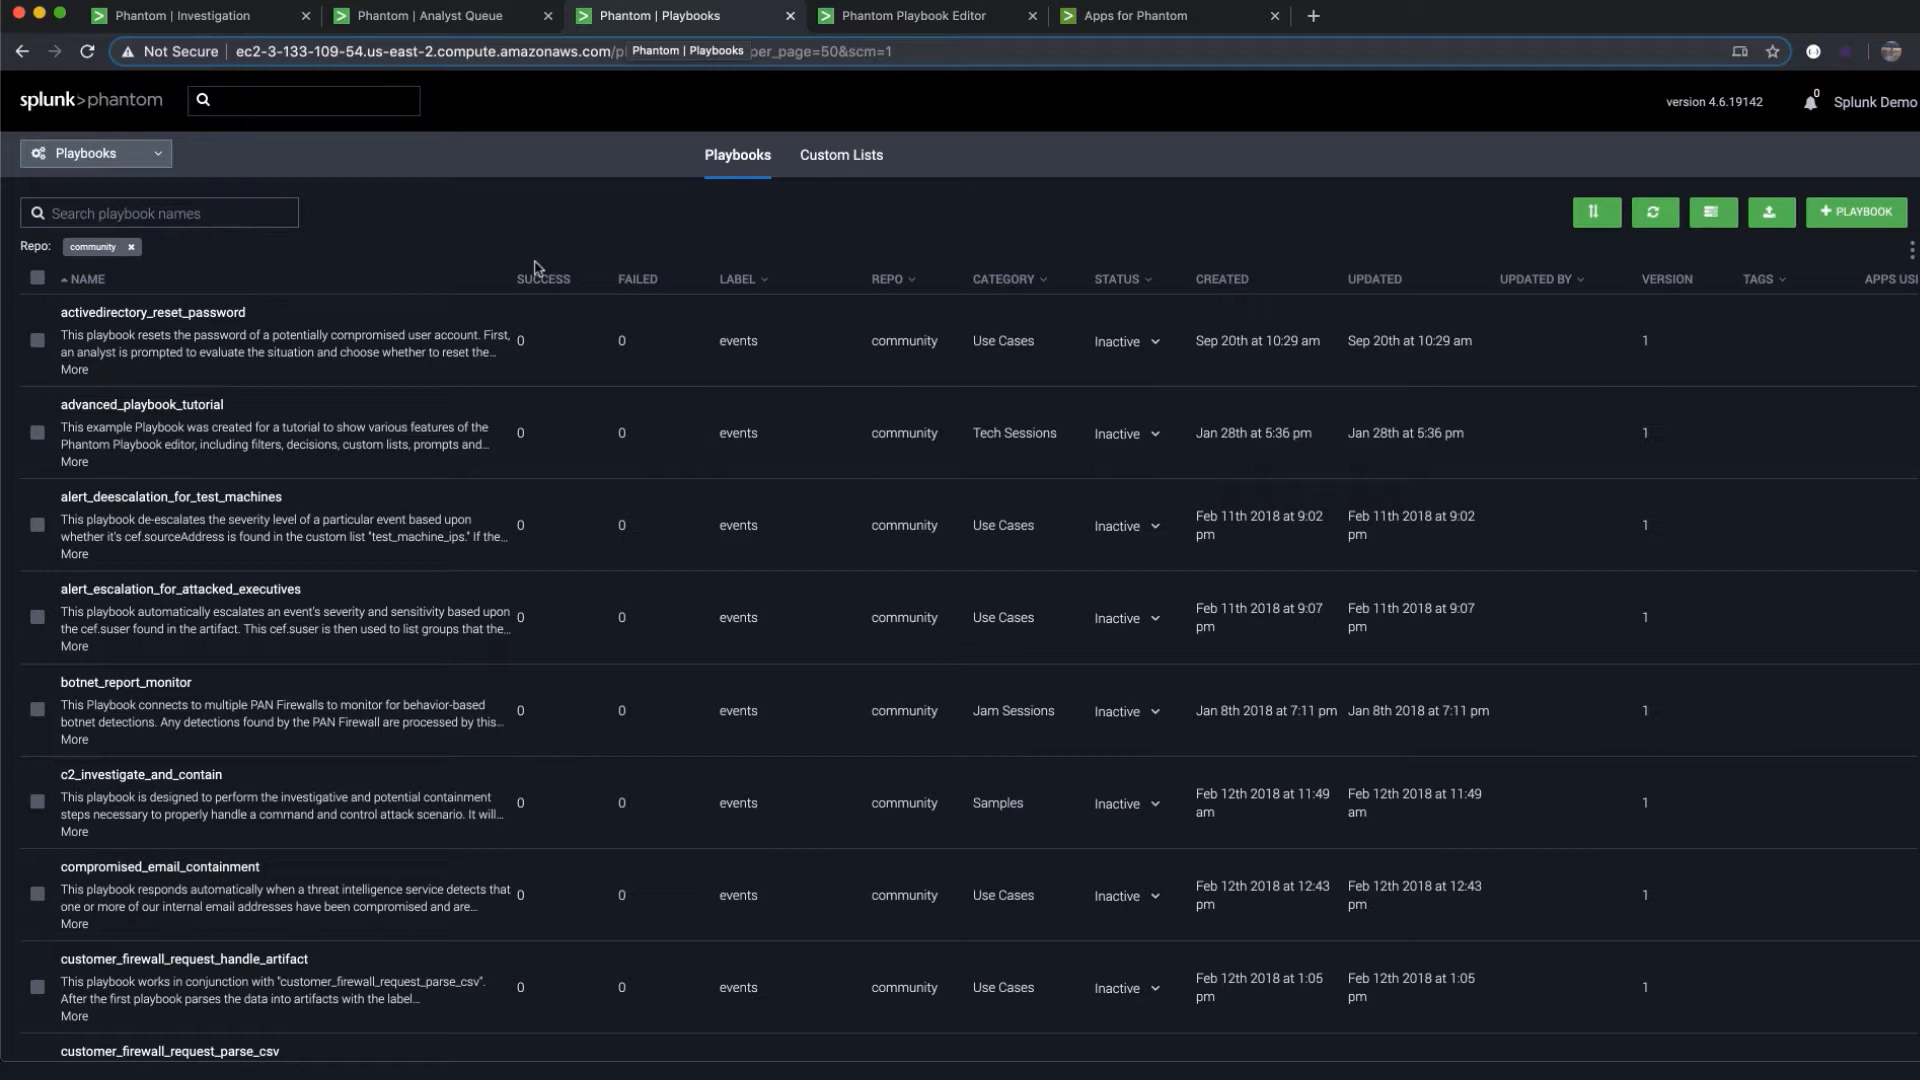 Phantom | Investigation
Phantom | Analyst Queue
Phantom | Playbooks
Phantom Playbook Editor
Apps for Phantom
Not Secure
ec2-3-133-109-54.us-east-2.compute.amazonaws.com/p
Phantom | Playbooks
per_page=50&scm=1
splunk>phantom
version 4.6.19142
0
Splunk Demo
Playbooks
Playbooks
Custom Lists
Search playbook names
+ PLAYBOOK
Repo: community ×
NAME SUCCESS FAILED LABEL REPO CATEGORY STATUS CREATED UPDATED UPDATED BY VERSION TAGS APPS USI
activedirectory_reset_password
This playbook resets the password of a potentially compromised user account. First,
an analyst is prompted to evaluate the situation and choose whether to reset the...
More
0 0 events community Use Cases Inactive Sep 20th at 10:29 am Sep 20th at 10:29 am 1
advanced_playbook_tutorial
This example Playbook was created for a tutorial to show various features of the
Phantom Playbook editor, including filters, decisions, custom lists, prompts and...
More
0 0 events community Tech Sessions Inactive Jan 28th at 5:36 pm Jan 28th at 5:36 pm 1
alert_deescalation_for_test_machines
This playbook de-escalates the severity level of a particular event based upon
whether it's cef.sourceAddress is found in the custom list "test_machine_ips." If the...
More
0 0 events community Use Cases Inactive Feb 11th 2018 at 9:02 pm Feb 11th 2018 at 9:02 pm 1
alert_escalation_for_attacked_executives
This playbook automatically escalates an event's severity and sensitivity based upon
the cef.suser found in the artifact. This cef.suser is then used to list groups that the...
More
0 0 events community Use Cases Inactive Feb 11th 2018 at 9:07 pm Feb 11th 2018 at 9:07 pm 1
botnet_report_monitor
This Playbook connects to multiple PAN Firewalls to monitor for behavior-based
botnet detections. Any detections found by the PAN Firewall are processed by this...
More
0 0 events community Jam Sessions Inactive Jan 8th 2018 at 7:11 pm Jan 8th 2018 at 7:11 pm 1
c2_investigate_and_contain
This playbook is designed to perform the investigative and potential containment
steps necessary to properly handle a command and control attack scenario. It will...
More
0 0 events community Samples Inactive Feb 12th 2018 at 11:49 am Feb 12th 2018 at 11:49 am 1
compromised_email_containment
This playbook responds automatically when a threat intelligence service detects that
one or more of our internal email addresses have been compromised and are...
More
0 0 events community Use Cases Inactive Feb 12th 2018 at 12:43 pm Feb 12th 2018 at 12:43 pm 1
customer_firewall_request_handle_artifact
This playbook works in conjunction with "customer_firewall_request_parse_csv".
After the first playbook parses the data into artifacts with the label...
More
0 0 events community Use Cases Inactive Feb 12th 2018 at 1:05 pm Feb 12th 2018 at 1:05 pm 1
customer_firewall_request_parse_csv